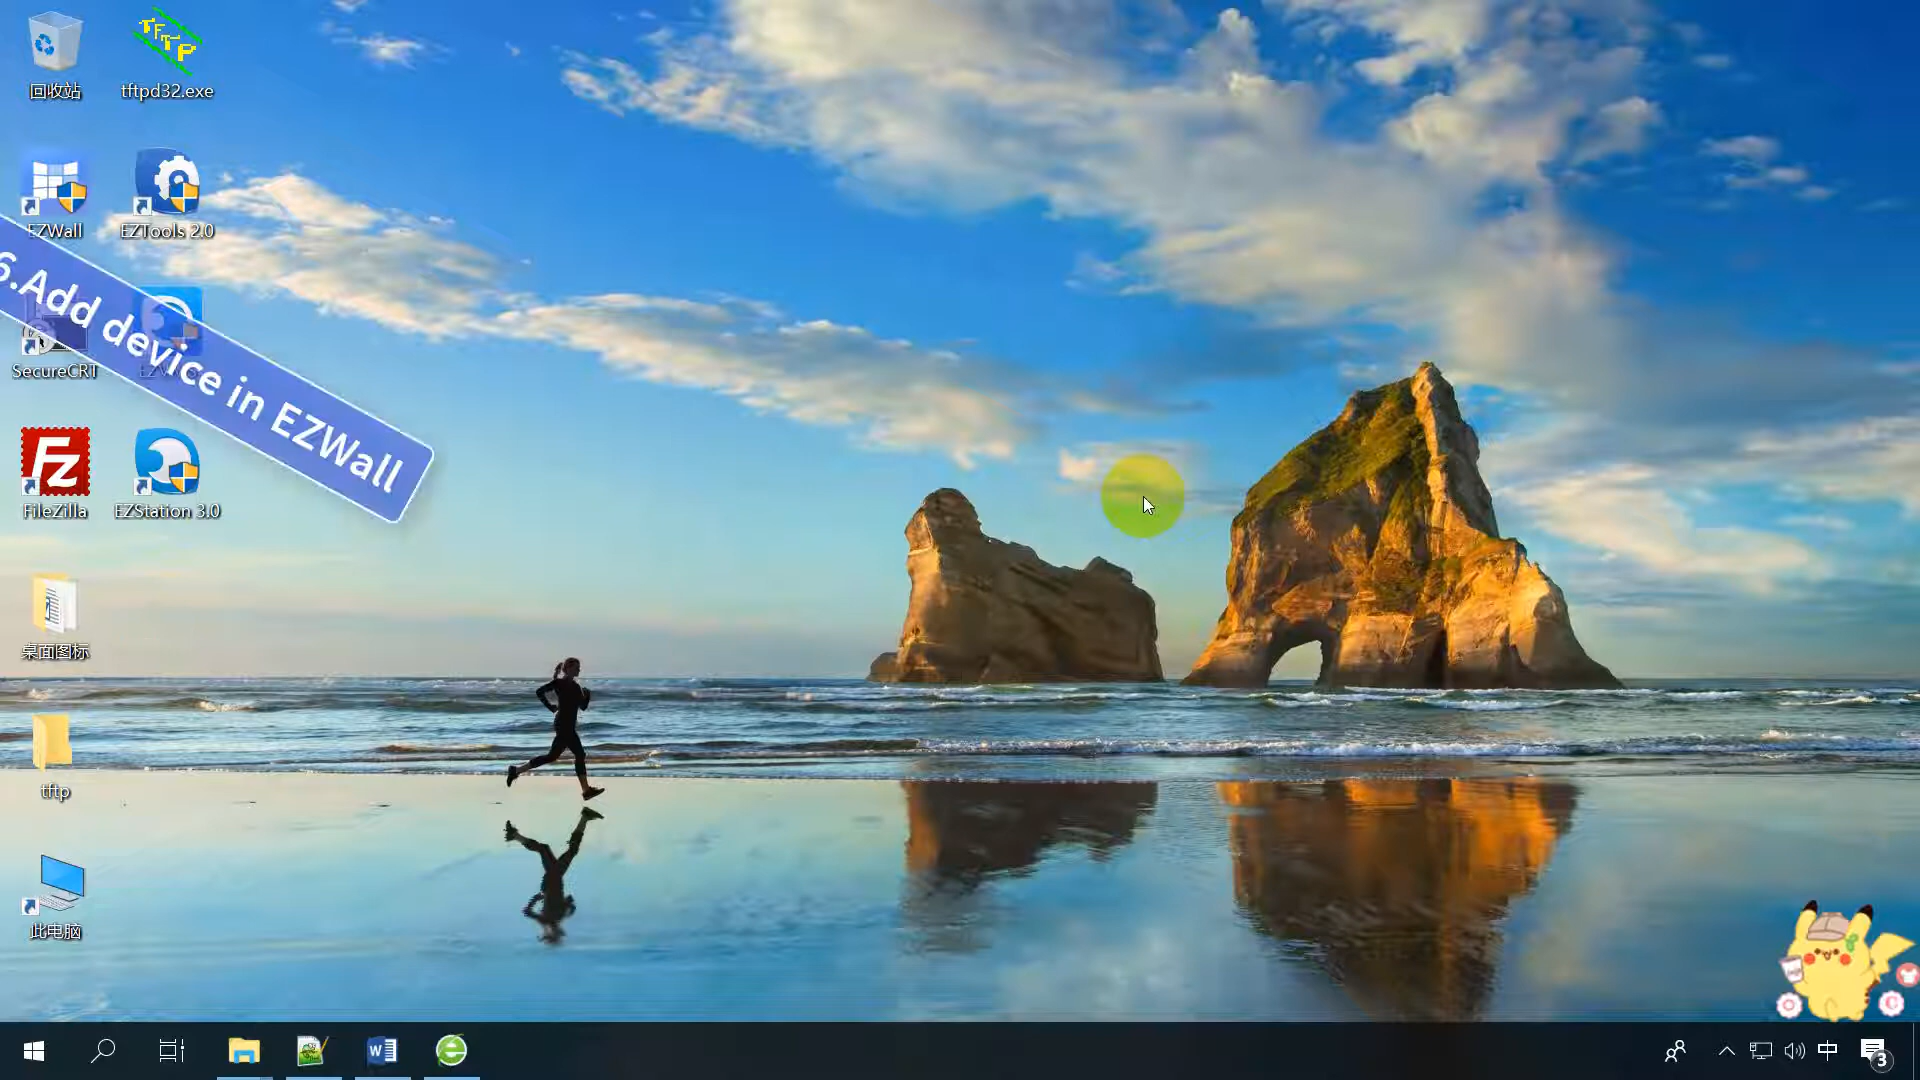 回收站
tftpd32.exe
EZWall
EZTools 2.0
6.Add device in EZWall
SecureCRT
FileZilla
EZStation 3.0
桌面图标
tftp
此电脑
中
3